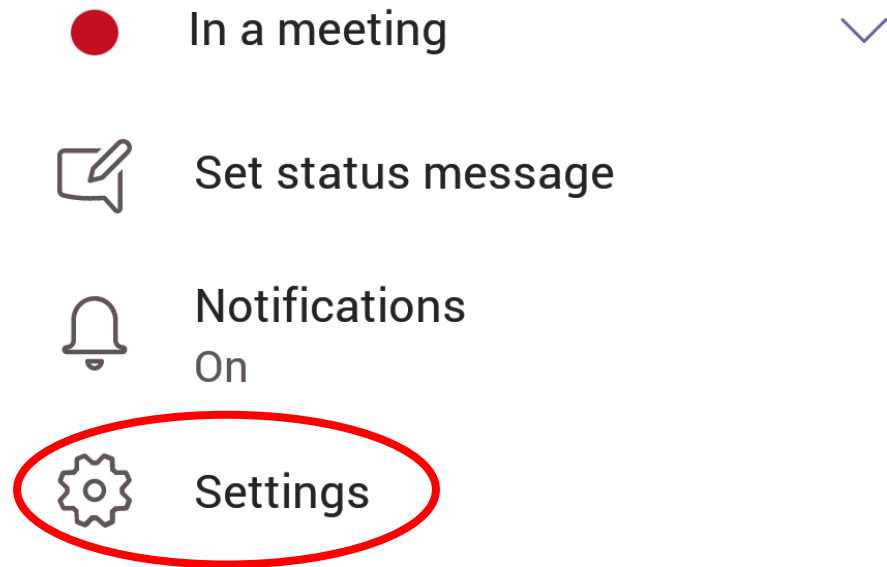 In a meeting
Set status message
Notifications
On
Settings